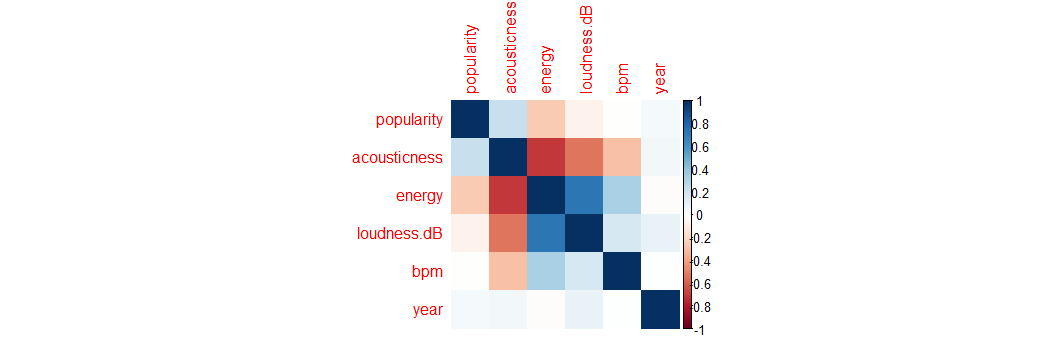 popularity
acousticness
energy
loudness.dB
bpm
year
popularity
acousticness
energy
loudness.dB
bpm
year
1
0.8
0.6
0.4
0.2
0
-0.2
-0.4
-0.6
-0.8
-1